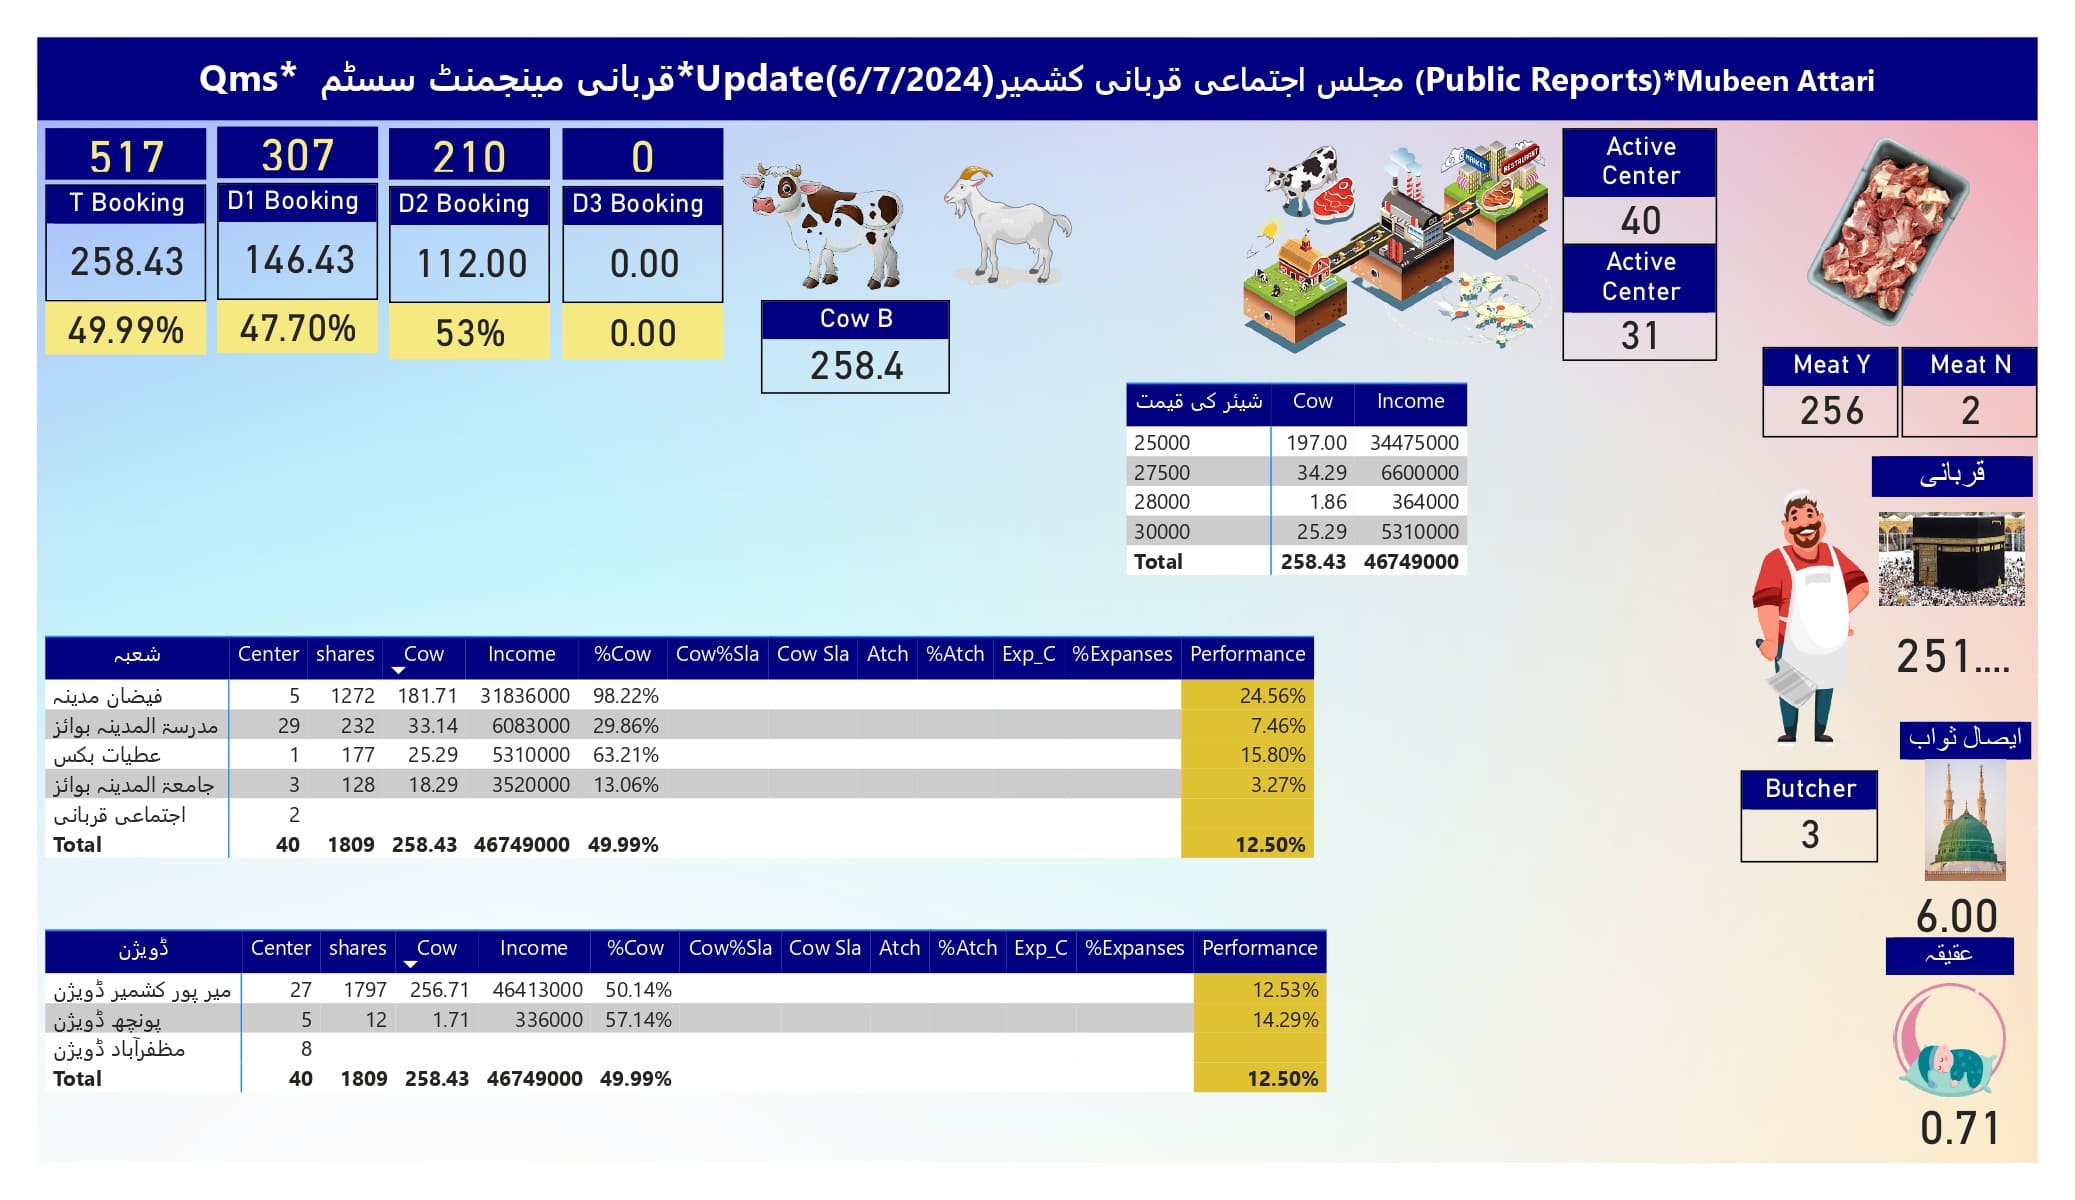 Qms* قربانی مینجمنٹ سسٹم*Update(6/7/2024)مجلس اجتماعی قربانی کشمیر (Public Reports)*Mubeen Attari
517 307 210 0
T Booking D1 Booking D2 Booking D3 Booking
258.43 146.43 112.00 0.00
49.99% 47.70% 53% 0.00
Cow B
258.4
MARKET RESTAURANT
Active
Center
40
Active
Center
31
Meat Y Meat N
256 2
شیئر کی قیمت Cow Income
25000 197.00 34475000
27500 34.29 6600000
28000 1.86 364000
30000 25.29 5310000
Total 258.43 46749000
قربانی
251....
ایصال ثواب
6.00
Butcher
3
عقیقہ
0.71
شعبہ Center shares Cow Income %Cow Cow%Sla Cow Sla Atch %Atch Exp_C %Expanses Performance
فیضان مدینہ 5 1272 181.71 31836000 98.22% 24.56%
مدرسۃ المدینہ بوائز 29 232 33.14 6083000 29.86% 7.46%
عطیات بکس 1 177 25.29 5310000 63.21% 15.80%
جامعۃ المدینہ بوائز 3 128 18.29 3520000 13.06% 3.27%
اجتماعی قربانی 2
Total 40 1809 258.43 46749000 49.99% 12.50%
ڈویژن Center shares Cow Income %Cow Cow%Sla Cow Sla Atch %Atch Exp_C %Expanses Performance
میر پور کشمیر ڈویژن 27 1797 256.71 46413000 50.14% 12.53%
پونچھ ڈویژن 5 12 1.71 336000 57.14% 14.29%
مظفرآباد ڈویژن 8
Total 40 1809 258.43 46749000 49.99% 12.50%